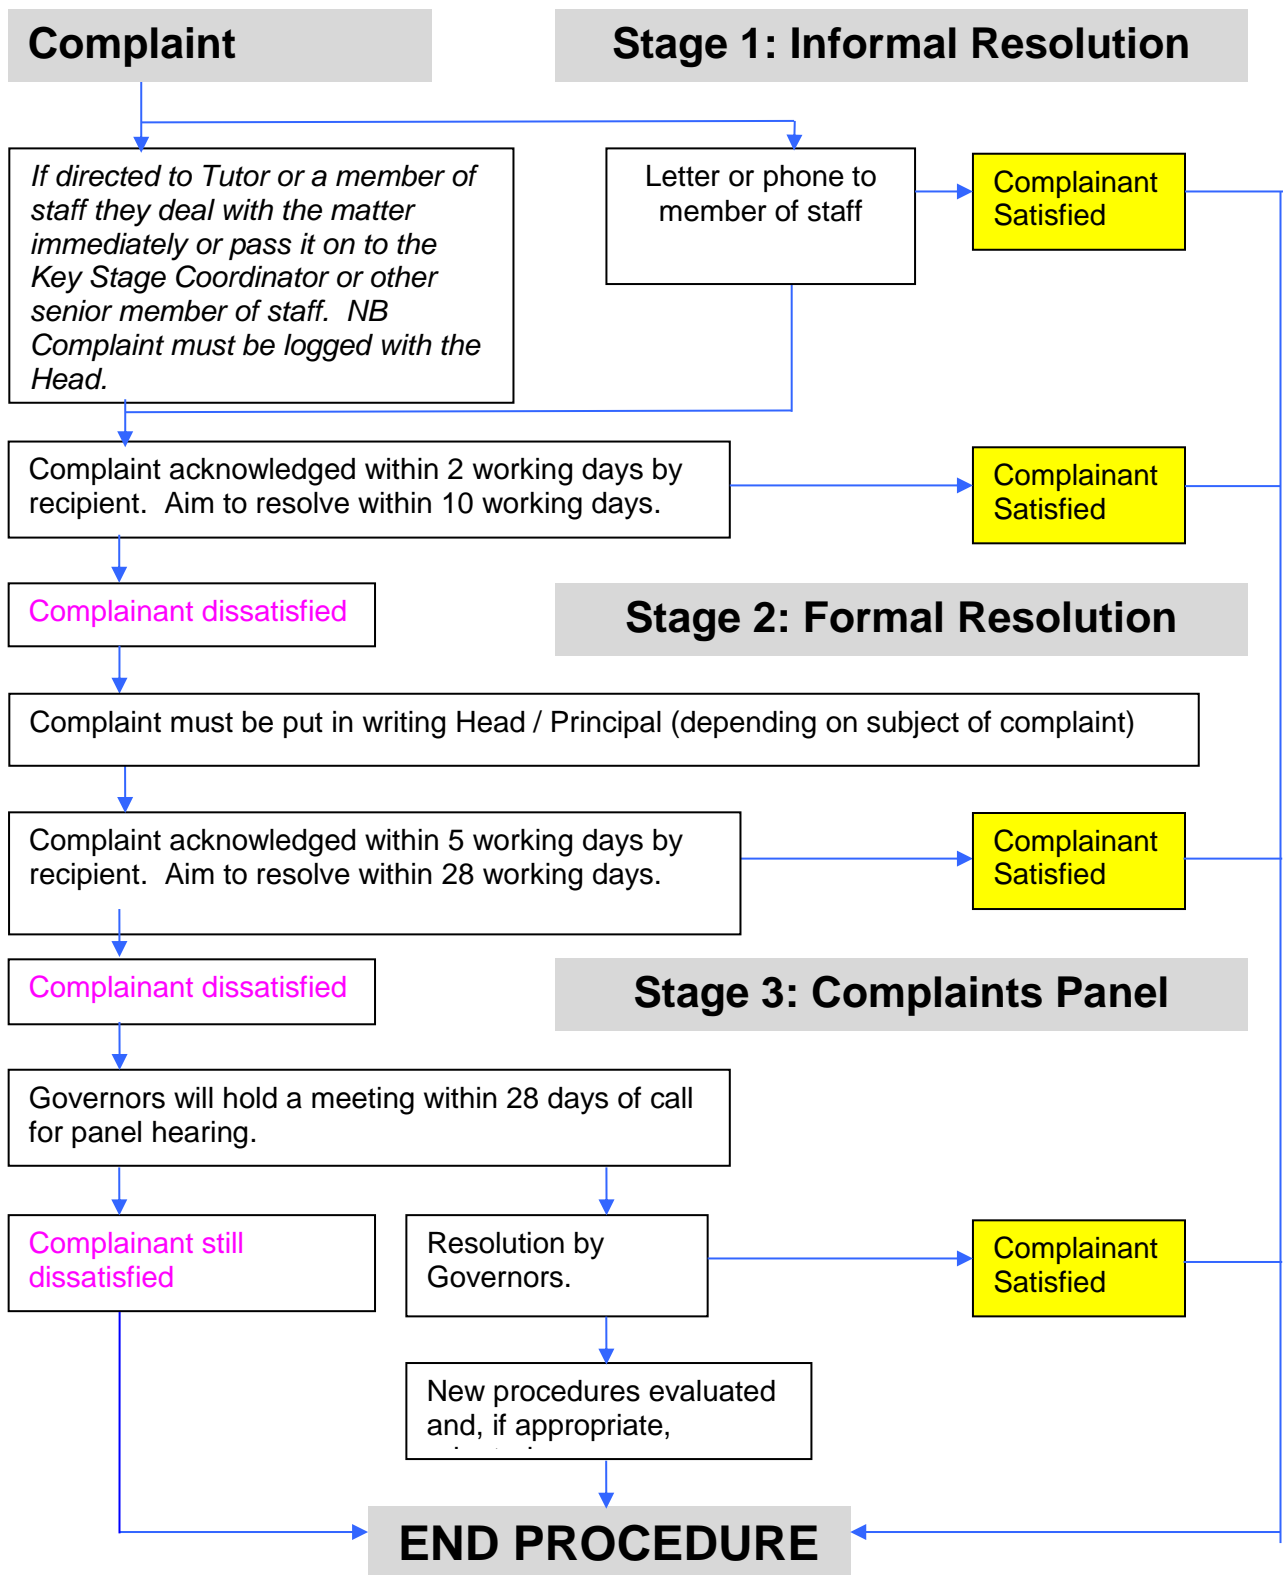 Complaint
Stage 1: Informal Resolution
If directed to Tutor or a member of
staff they deal with the matter
immediately or pass it on to the
Key Stage Coordinator or other
senior member of staff.  NB
Complaint must be logged with the
Head.
Letter or phone to
member of staff
Complainant
Satisfied
Complaint acknowledged within 2 working days by
recipient.  Aim to resolve within 10 working days.
Complainant
Satisfied
Complainant dissatisfied
Stage 2: Formal Resolution
Complaint must be put in writing Head / Principal (depending on subject of complaint)
Complaint acknowledged within 5 working days by
recipient.  Aim to resolve within 28 working days.
Complainant
Satisfied
Complainant dissatisfied
Stage 3: Complaints Panel
Governors will hold a meeting within 28 days of call
for panel hearing.
Complainant still
dissatisfied
Resolution by
Governors.
Complainant
Satisfied
New procedures evaluated
and, if appropriate,
END PROCEDURE